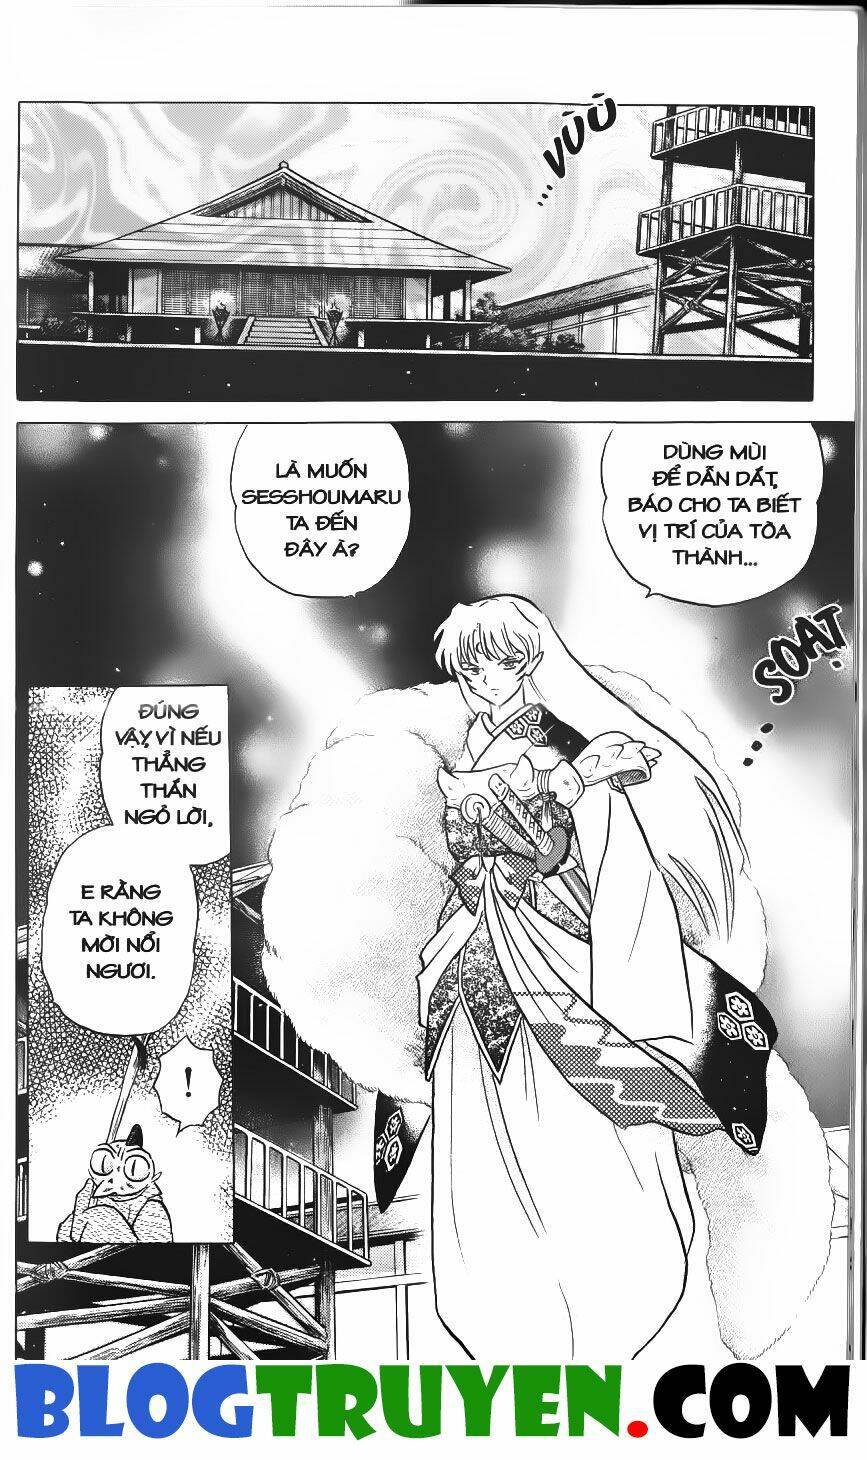 ...VÙÙ
DÙNG MÙI
ĐỂ DẪN DẮT,
BÁO CHO TA BIẾT
VỊ TRÍ CỦA TÒA
THÀNH...
LÀ MUỐN
SESSHOUMARU
TA ĐẾN
ĐÂY À?
...SOẠT
ĐÚNG
VẬY, VÌ NẾU
THẲNG
THẮN
NGỎ LỜI,
E RẰNG
TA KHÔNG
MỜI NỔI
NGƯƠI.
!
BLOGTRUYEN.COM